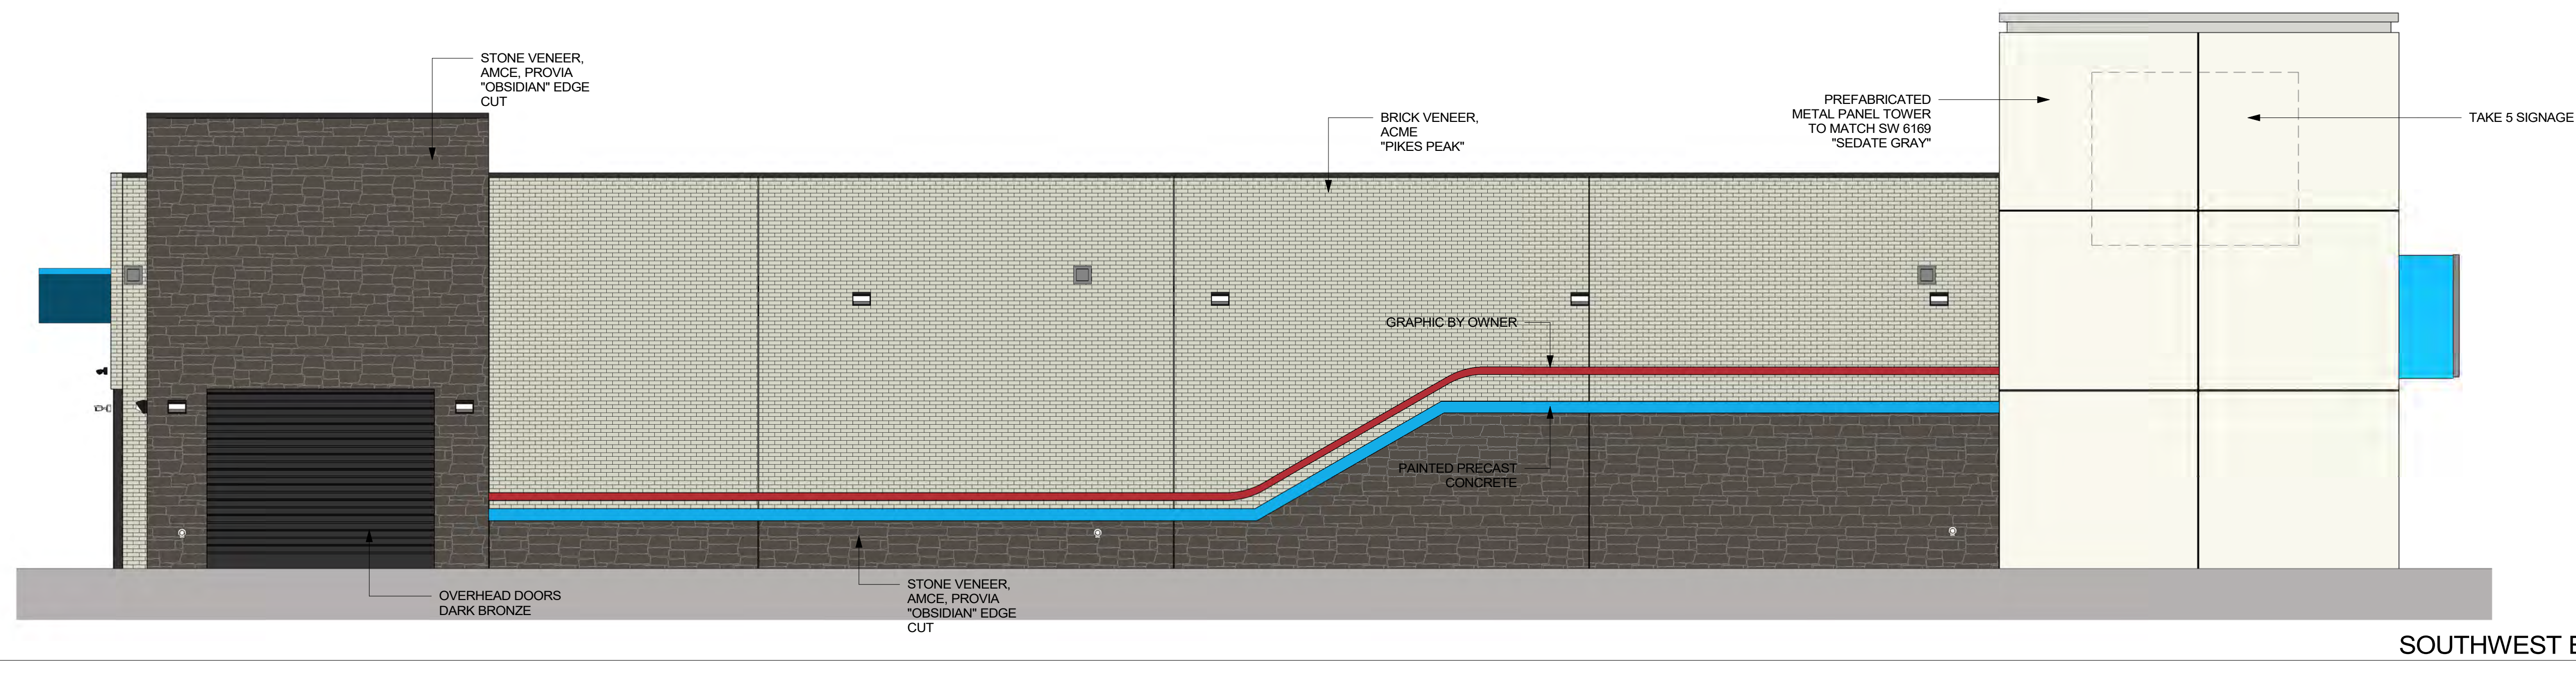 STONE VENEER,
AMCE, PROVIA
"OBSIDIAN" EDGE
CUT
BRICK VENEER,
ACME
"PIKES PEAK"
PREFABRICATED
METAL PANEL TOWER
TO MATCH SW 6169
"SEDATE GRAY"
TAKE 5 SIGNAGE
GRAPHIC BY OWNER
PAINTED PRECAST
CONCRETE
OVERHEAD DOORS
DARK BRONZE
STONE VENEER,
AMCE, PROVIA
"OBSIDIAN" EDGE
CUT
SOUTHWEST